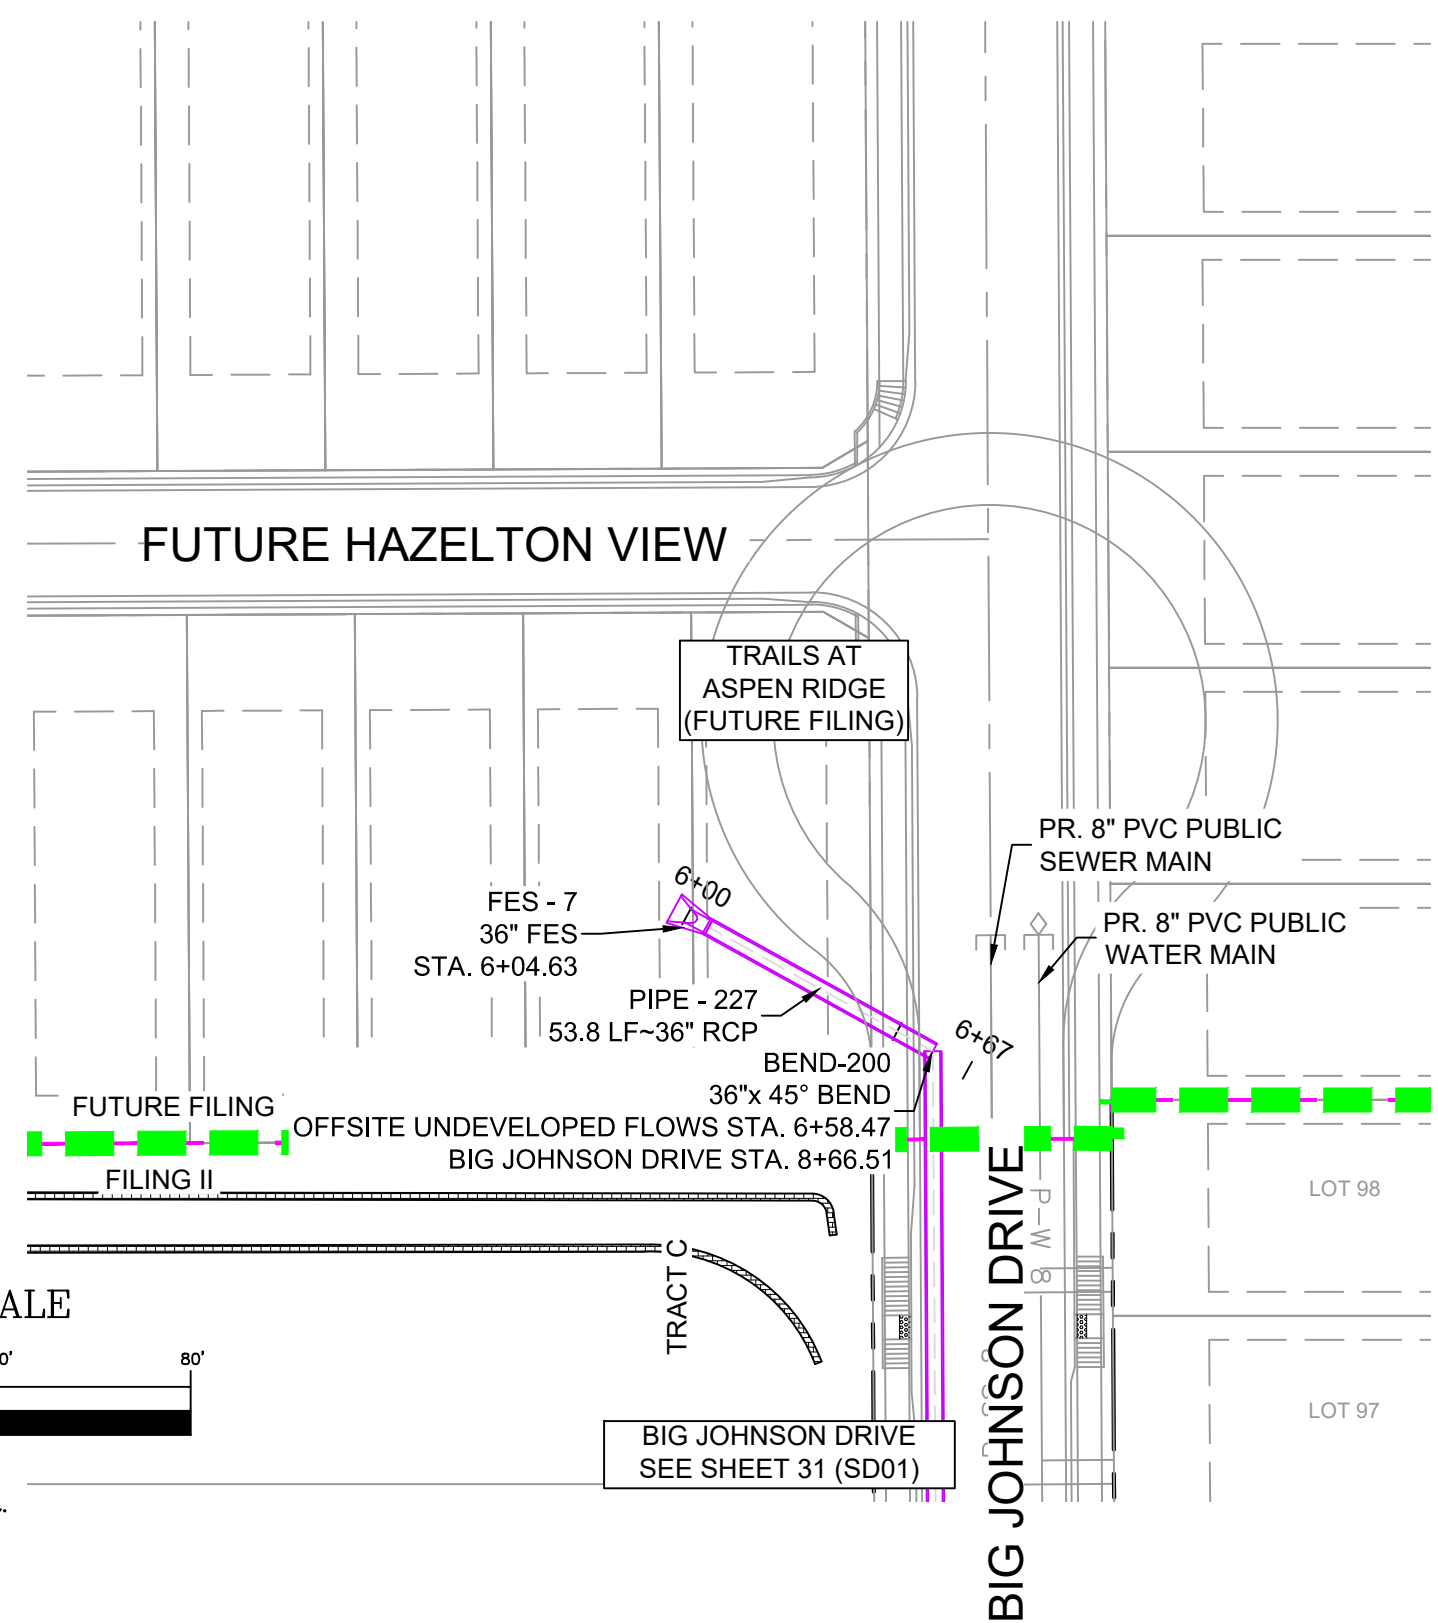 FUTURE HAZELTON VIEW
TRAILS AT
ASPEN RIDGE
(FUTURE FILING)
PR. 8" PVC PUBLIC
SEWER MAIN
PR. 8" PVC PUBLIC
WATER MAIN
6+00
FES - 7
36" FES
STA. 6+04.63
PIPE - 227
53.8 LF~36" RCP
6+67
BEND-200
36"x 45° BEND
OFFSITE UNDEVELOPED FLOWS STA. 6+58.47
BIG JOHNSON DRIVE STA. 8+66.51
FUTURE FILING
FILING II
LOT 98
P-W 8
TRACT C
BIG JOHNSON DRIVE
ALE
0'
80'
LOT 97
BIG JOHNSON DRIVE
SEE SHEET 31 (SD01)